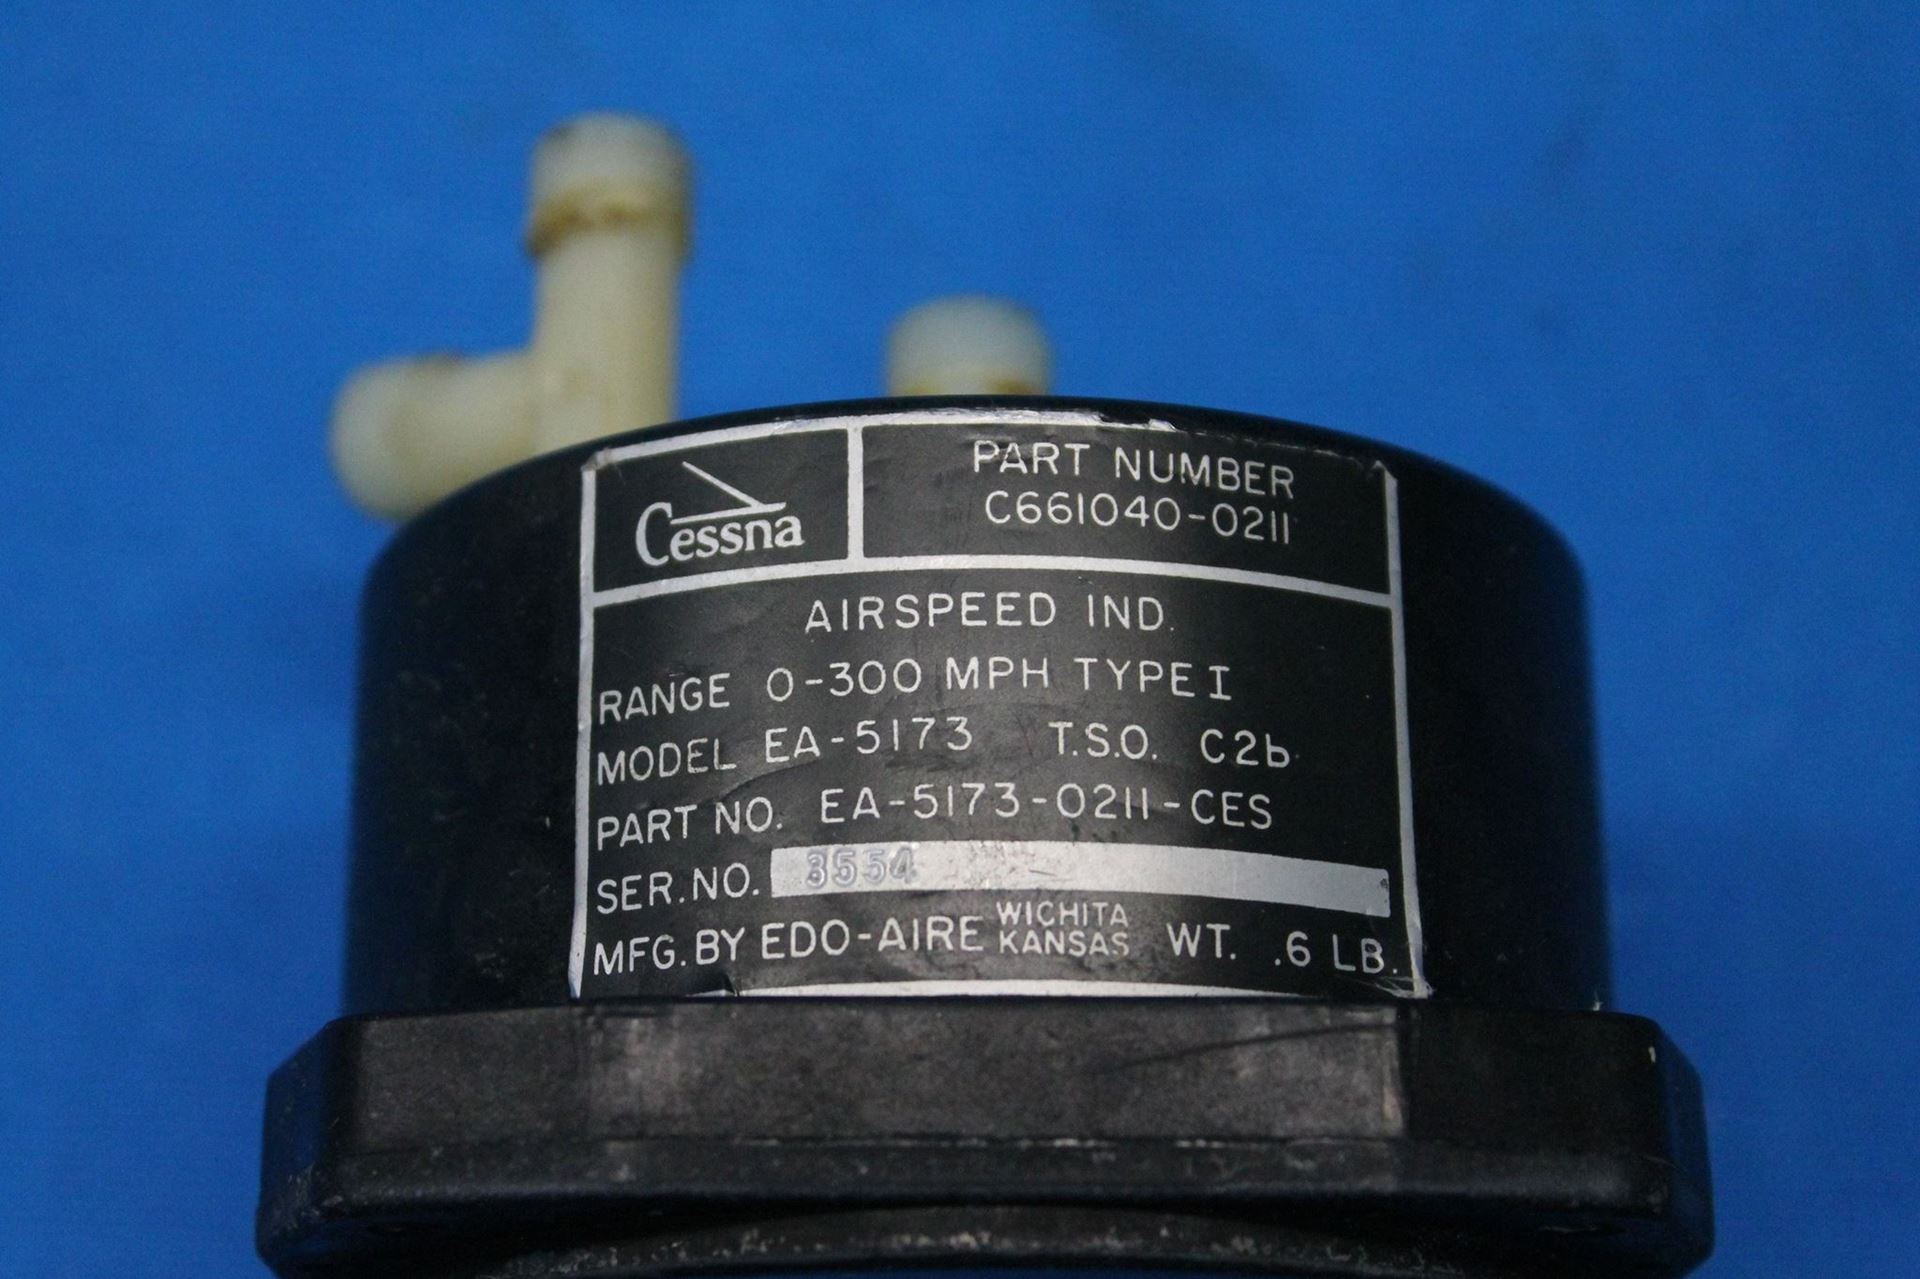 Cessna
PART NUMBER
C661040-0211
AIRSPEED IND.
RANGE 0-300 MPH TYPE I
MODEL EA-5173 T.S.O. C2b
PART NO. EA-5173-0211-CES
SER. NO. 3554
MFG. BY EDO-AIRE WICHITA KANSAS WT. .6 LB.